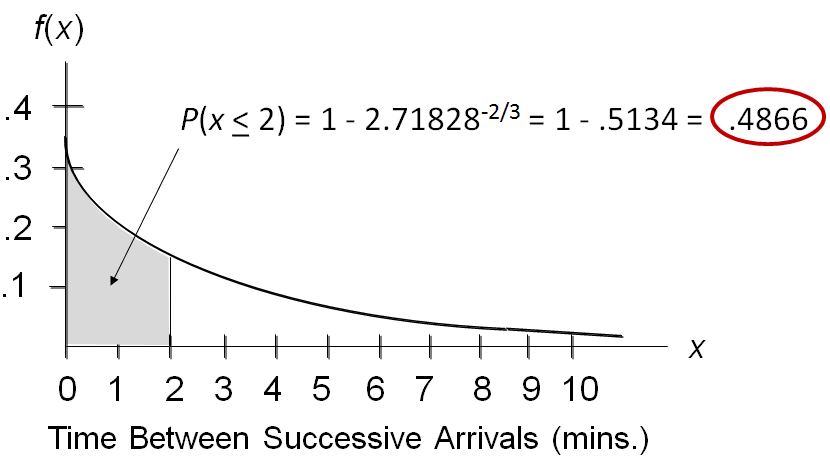 f(x)
.4
P(x ≤ 2) = 1 - 2.71828^-2/3 = 1 - .5134 = .4866
.3
.2
.1
x
0 1 2 3 4 5 6 7 8 9 10
Time Between Successive Arrivals (mins.)